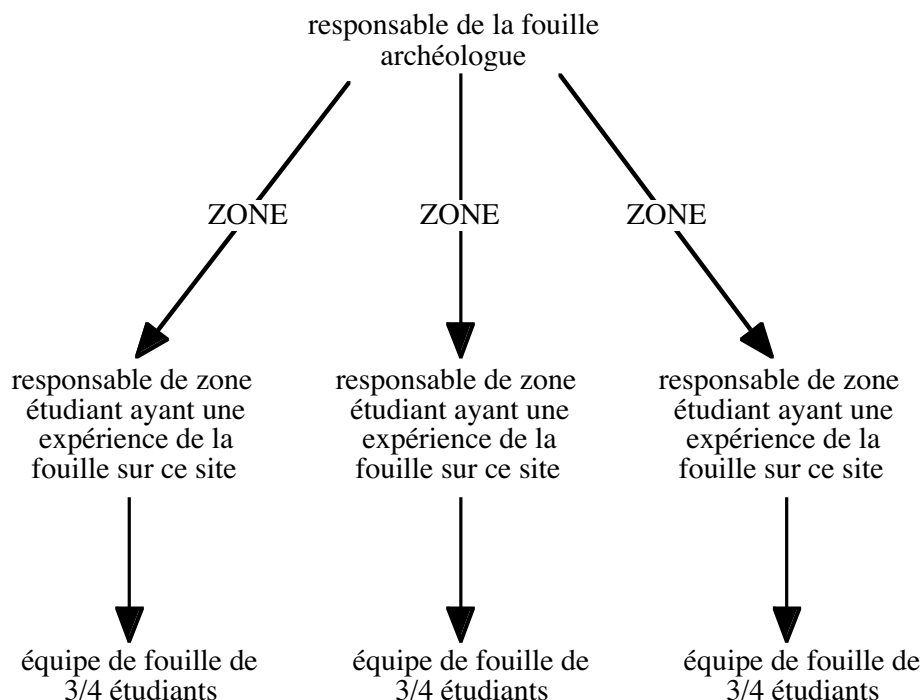 responsable de la fouille
archéologue
ZONE
ZONE
ZONE
responsable de zone
étudiant ayant une
expérience de la
fouille sur ce site
responsable de zone
étudiant ayant une
expérience de la
fouille sur ce site
responsable de zone
étudiant ayant une
expérience de la
fouille sur ce site
équipe de fouille de
3/4 étudiants
équipe de fouille de
3/4 étudiants
équipe de fouille de
3/4 étudiants